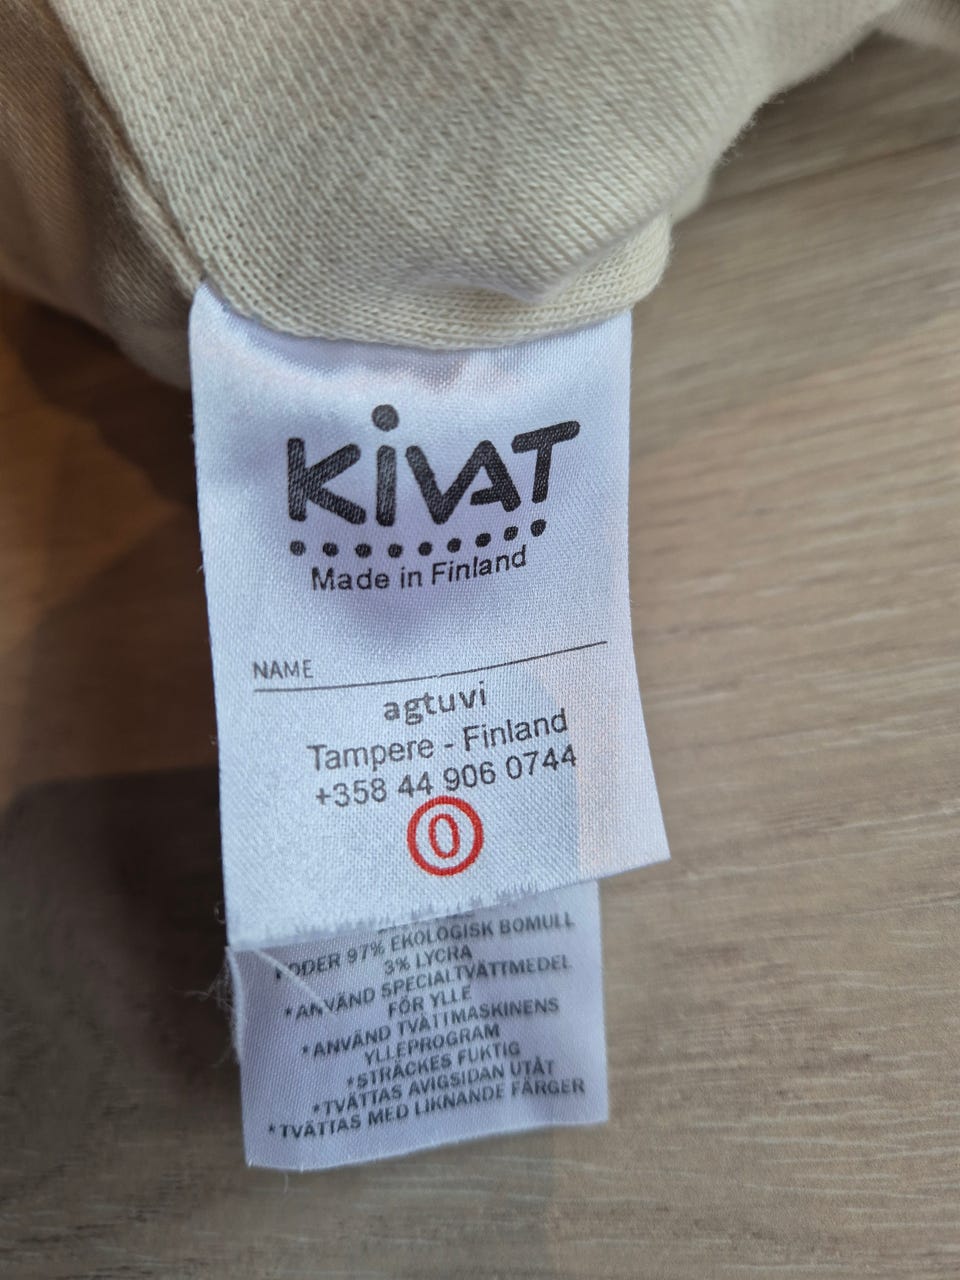 KiVAT
Made in Finland
NAME
agtuvi
Tampere - Finland
+358 44 906 0744
0
FODER 97% EKOLOGISK BOMULL
3% LYCRA
*ANVÄND SPECIALTVÄTTMEDEL
FÖR YLLE
*ANVÄND TVÄTTMASKINENS
YLLEPROGRAM
*STRÄCKES FUKTIG
*TVÄTTAS AVIGSIDAN UTÅT
*TVÄTTAS MED LIKNANDE FÄRGER